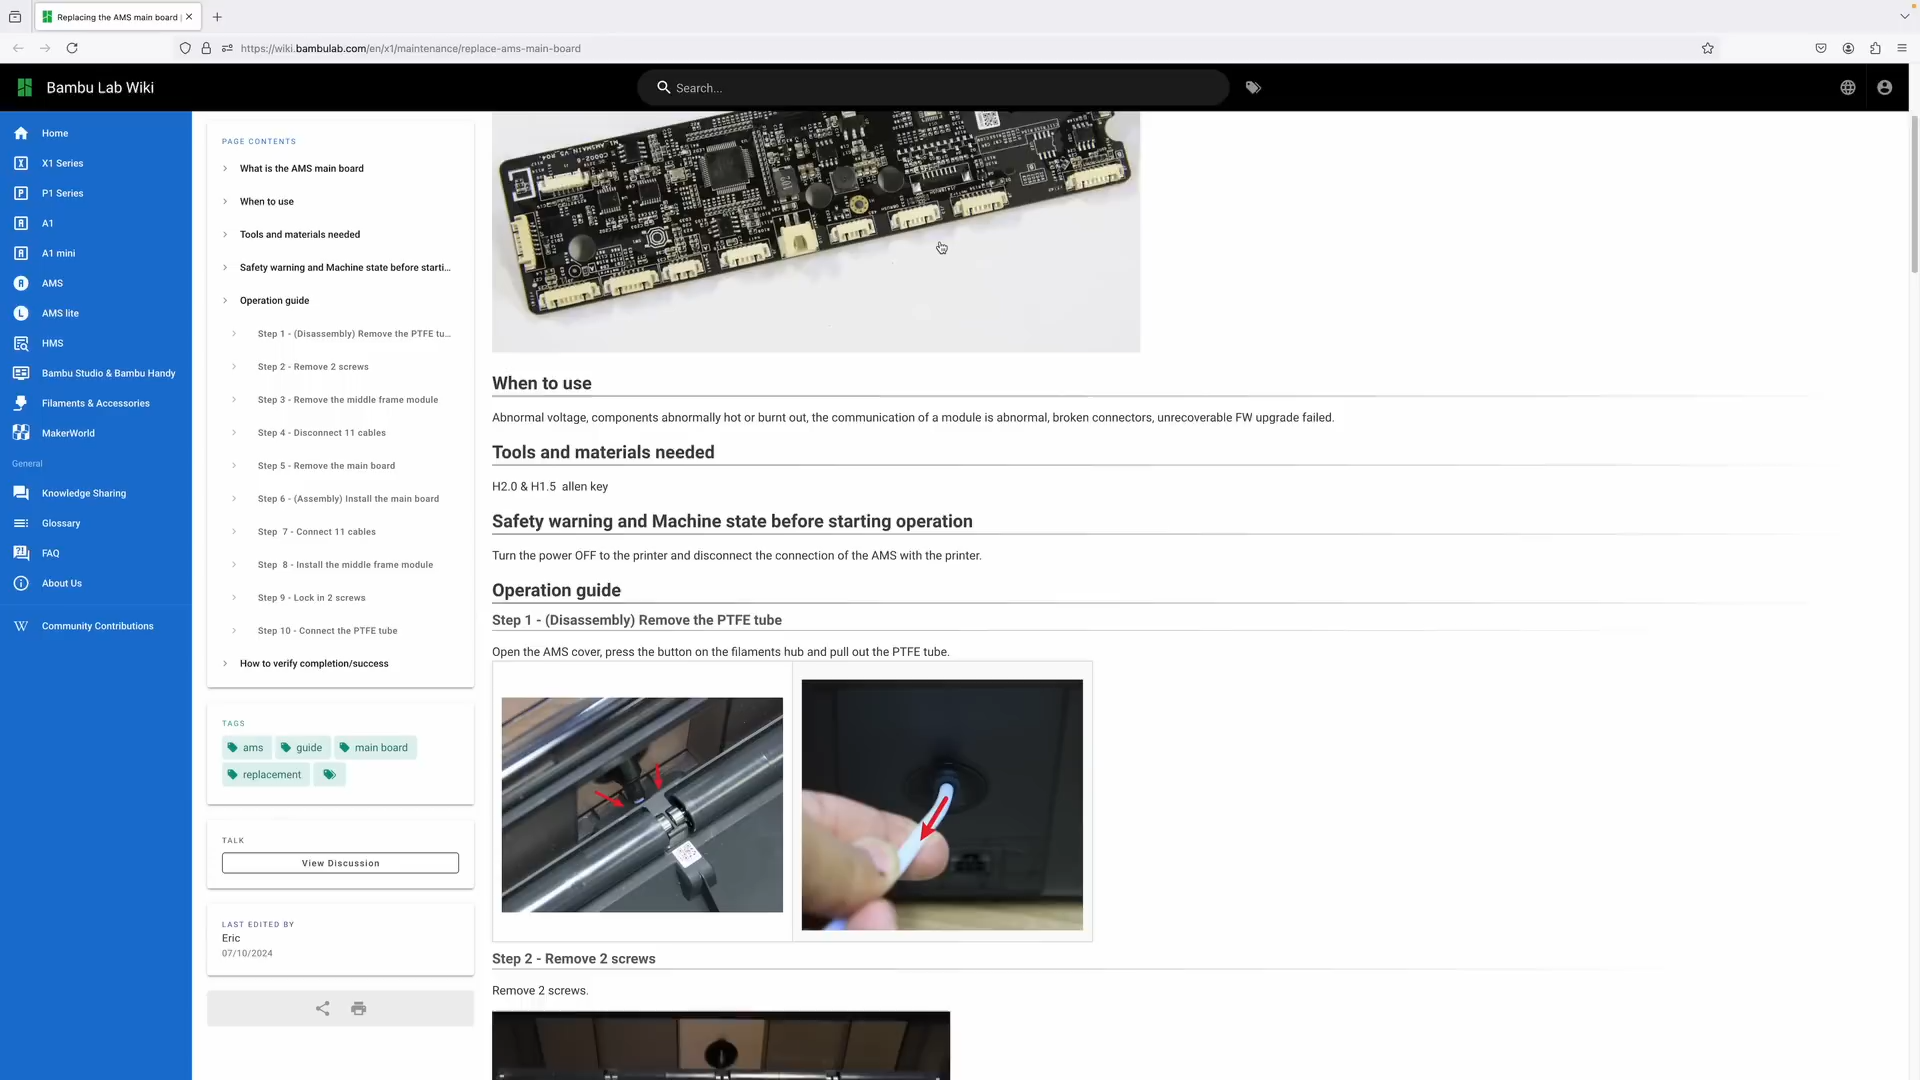 Replacing the AMS main board |
https://wiki.bambulab.com/en/x1/maintenance/replace-ams-main-board
Bambu Lab Wiki
Search...
Home
X1 Series
P1 Series
A1
A1 mini
AMS
AMS lite
HMS
Bambu Studio & Bambu Handy
Filaments & Accessories
MakerWorld
General
Knowledge Sharing
Glossary
FAQ
About Us
Community Contributions
PAGE CONTENTS
What is the AMS main board
When to use
Tools and materials needed
Safety warning and Machine state before starti...
Operation guide
Step 1 - (Disassembly) Remove the PTFE tu...
Step 2 - Remove 2 screws
Step 3 - Remove the middle frame module
Step 4 - Disconnect 11 cables
Step 5 - Remove the main board
Step 6 - (Assembly) Install the main board
Step 7 - Connect 11 cables
Step 8 - Install the middle frame module
Step 9 - Lock in 2 screws
Step 10 - Connect the PTFE tube
How to verify completion/success
TAGS
ams
guide
main board
replacement
TALK
View Discussion
LAST EDITED BY
Eric
07/10/2024
When to use
Abnormal voltage, components abnormally hot or burnt out, the communication of a module is abnormal, broken connectors, unrecoverable FW upgrade failed.
Tools and materials needed
H2.0 & H1.5 allen key
Safety warning and Machine state before starting operation
Turn the power OFF to the printer and disconnect the connection of the AMS with the printer.
Operation guide
Step 1 - (Disassembly) Remove the PTFE tube
Open the AMS cover, press the button on the filaments hub and pull out the PTFE tube.
Step 2 - Remove 2 screws
Remove 2 screws.